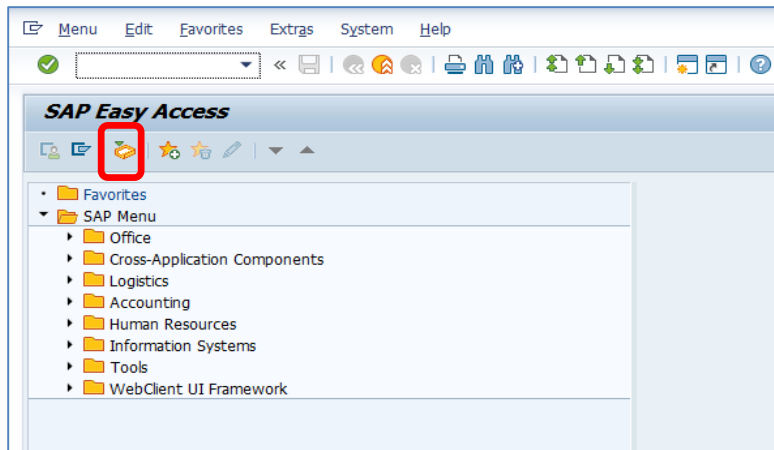 Menu Edit Favorites Extras System Help
SAP Easy Access
Favorites
SAP Menu
Office
Cross-Application Components
Logistics
Accounting
Human Resources
Information Systems
Tools
WebClient UI Framework